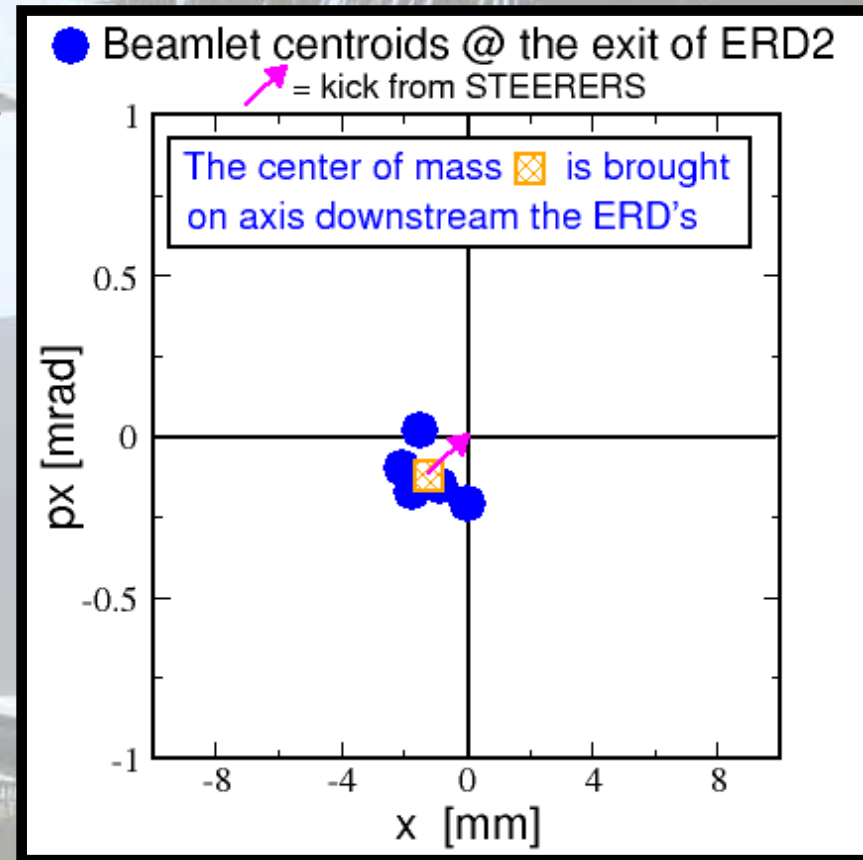 Beamlet centroids @ the exit of ERD2
= kick from STEERERS
The center of mass is brought
on axis downstream the ERD's
1
0.5
0
-0.5
-1
px [mrad]
-8 -4 0 4 8
x [mm]